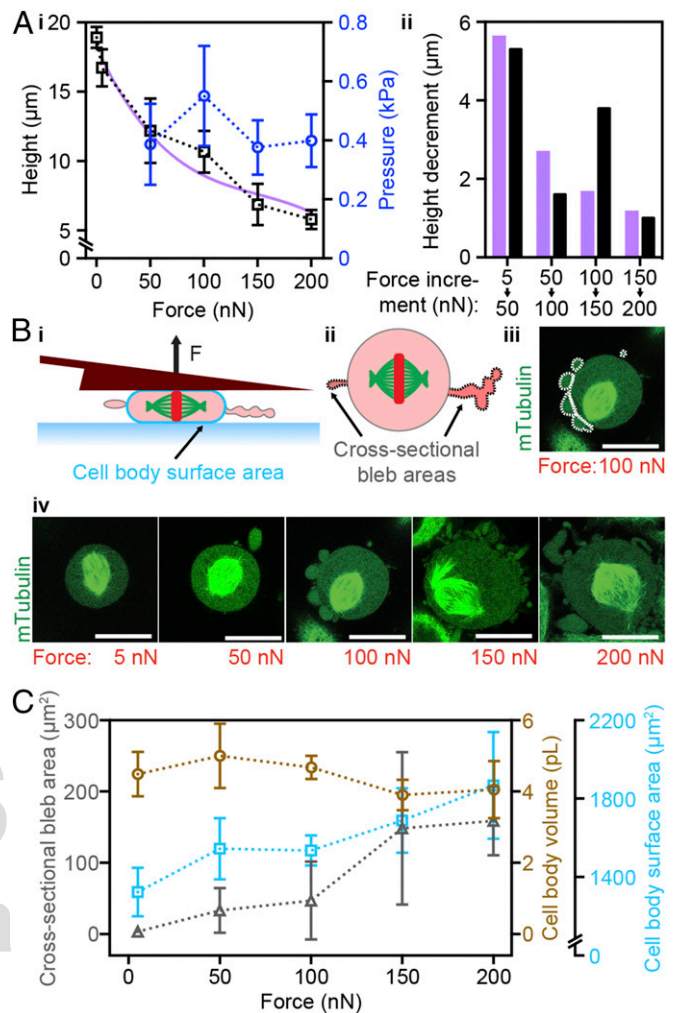 A i
ii
20
15
10
5
0
Height (μm)
0.8
0.6
0.4
0.2
0
Pressure (kPa)
0 50 100 150 200
Force (nN)
6
4
2
0
Height decrement (μm)
Force incre-
ment (nN):
5 50 100 150
50 100 150 200
B i
F
Cell body surface area
ii
Cross-sectional
bleb areas
iii
mTubulin
Force: 100 nN
iv
mTubulin
Force: 5 nN 50 nN 100 nN 150 nN 200 nN
C
300
200
100
0
Cross-sectional bleb area (μm²)
6
4
2
0
Cell body volume (pL)
2200
1800
1400
0
Cell body surface area (μm²)
0 50 100 150 200
Force (nN)